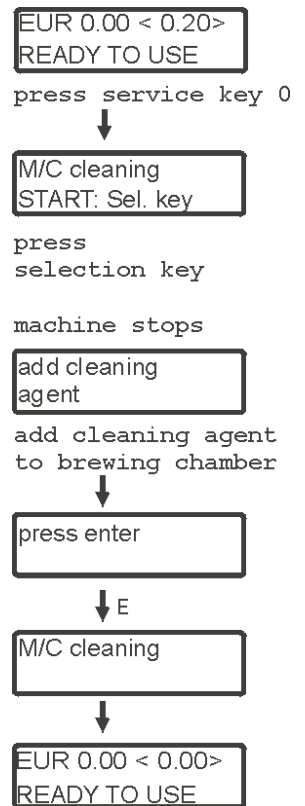 EUR 0.00 < 0.20>
READY TO USE
press service key 0
M/C cleaning
START: Sel. key
press
selection key
machine stops
add cleaning
agent
add cleaning agent
to brewing chamber
press enter
E
M/C cleaning
EUR 0.00 < 0.00>
READY TO USE